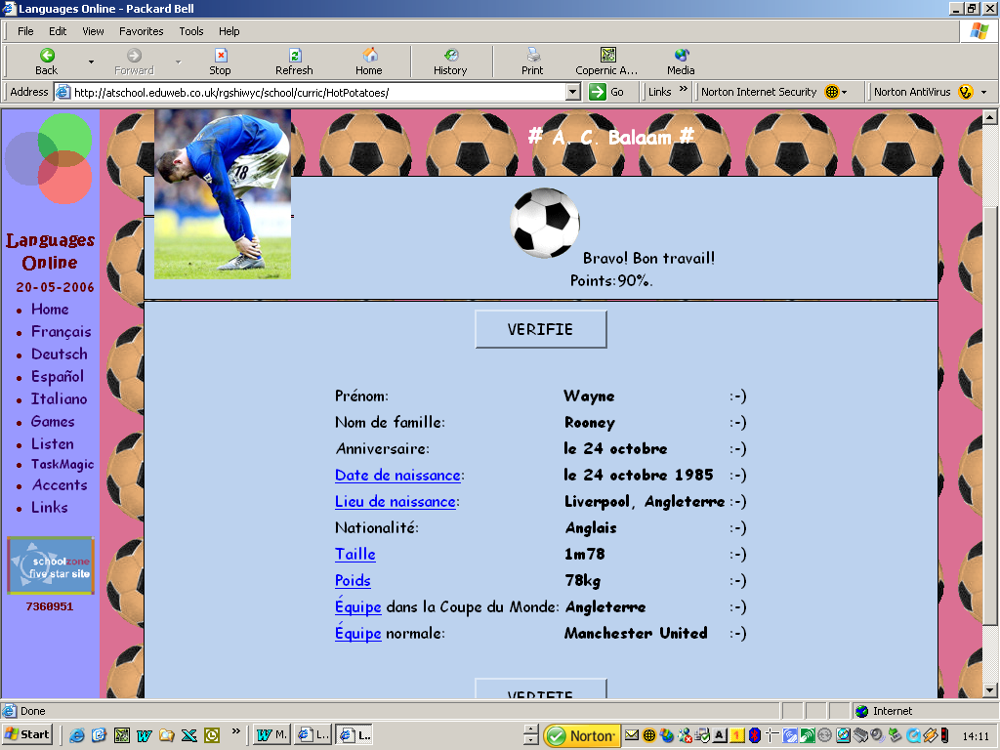 Languages Online - Packard Bell
File Edit View Favorites Tools Help
Back Forward Stop Refresh Home History Print Copernic A... Media
Address http://atschool.eduweb.co.uk/rgshiwyc/school/curric/HotPotatoes/ Go Links » Norton Internet Security Norton AntiVirus
# A. C. Balaam #
18
Languages
Online
20-05-2006
Home
Français
Deutsch
Español
Italiano
Games
Listen
TaskMagic
Accents
Links
schoolzone
five star site
7360951
Bravo! Bon travail!
Points:90%.
VERIFIE
Prénom: Wayne :-)
Nom de famille: Rooney :-)
Anniversaire: le 24 octobre :-)
Date de naissance: le 24 octobre 1985 :-)
Lieu de naissance: Liverpool, Angleterre :-)
Nationalité: Anglais :-)
Taille 1m78 :-)
Poids 78kg :-)
Équipe dans la Coupe du Monde: Angleterre :-)
Équipe normale: Manchester United :-)
VERIFIE
Done Internet
Start » M. L.. L.. Norton 14:11